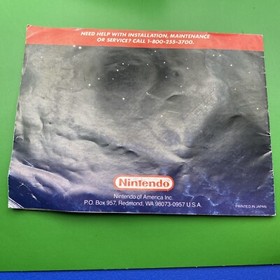 NEED HELP WITH INSTALLATION, MAINTENANCE
OR SERVICE? CALL 1-800-255-3700.
Nintendo
Nintendo of America Inc.
P.O. Box 957, Redmond, WA 98073-0957 U.S.A.
PRINTED IN JAPAN